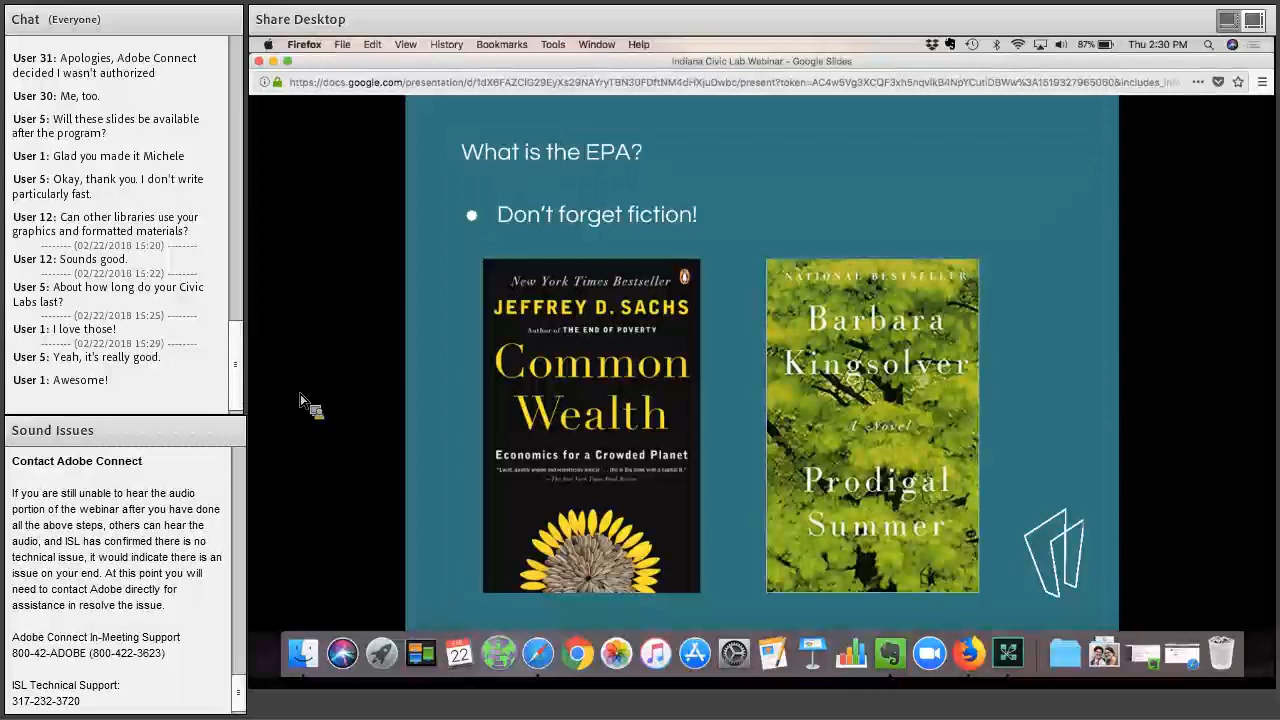 Chat (Everyone)
User 31: Apologies, Adobe Connect
decided I wasn't authorized
User 30: Me, too.
User 5: Will these slides be available
after the program?
User 1: Glad you made it Michele
User 5: Okay, thank you. I don't write
particularly fast.
User 12: Can other libraries use your
graphics and formatted materials?
-------- (02/22/2018 15:20) --------
User 12: Sounds good.
-------- (02/22/2018 15:22) --------
User 5: About how long do your Civic
Labs last?
-------- (02/22/2018 15:25) --------
User 1: I love those!
-------- (02/22/2018 15:29) --------
User 5: Yeah, it's really good.
User 1: Awesome!
Sound Issues
Contact Adobe Connect
If you are still unable to hear the audio
portion of the webinar after you have done
all the above steps, others can hear the
audio, and ISL has confirmed there is no
technical issue, it would indicate there is an
issue on your end. At this point you will
need to contact Adobe directly for
assistance in resolve the issue.
Adobe Connect In-Meeting Support
800-42-ADOBE (800-422-3623)
ISL Technical Support:
317-232-3720
Share Desktop
Firefox File Edit View History Bookmarks Tools Window Help 87% Thu 2:30 PM
Indiana Civic Lab Webinar - Google Slides
What is the EPA?
● Don't forget fiction!
New York Times Bestseller
JEFFREY D. SACHS
Author of THE END OF POVERTY
Common
Wealth
Economics for a Crowded Planet
NATIONAL BESTSELLER
Barbara
Kingsolver
A Novel
Prodigal
Summer
FEB
22